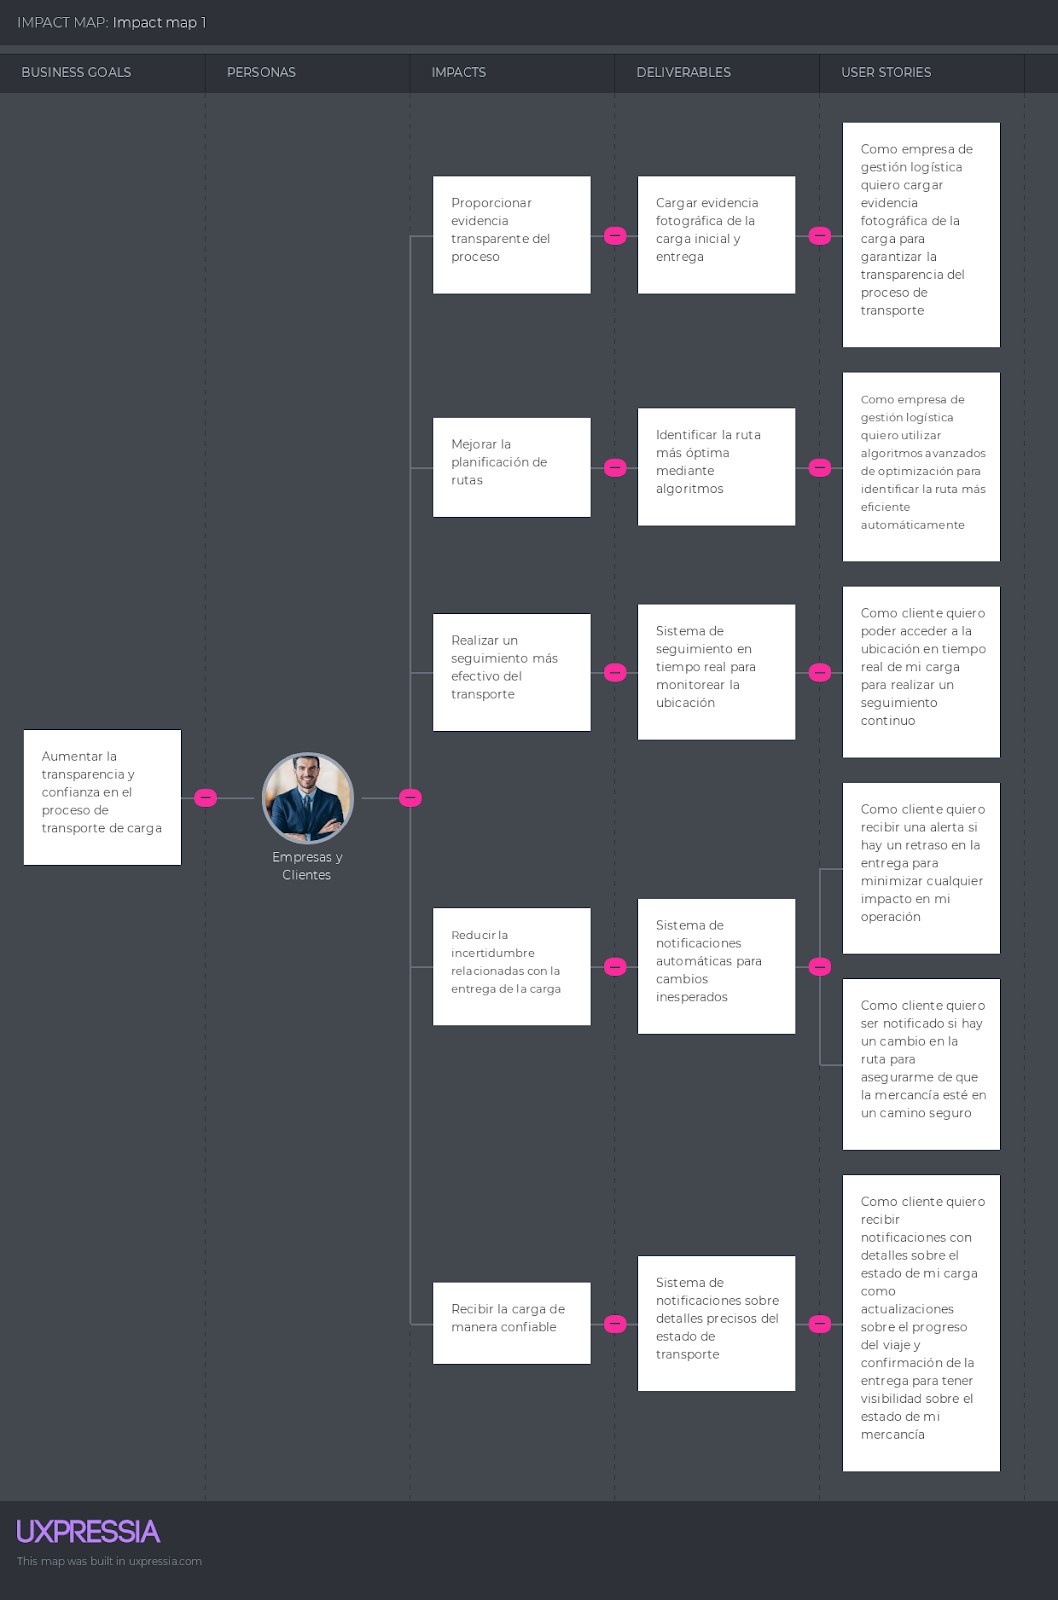 IMPACT MAP: Impact map 1
BUSINESS GOALS
PERSONAS
IMPACTS
DELIVERABLES
USER STORIES
Aumentar la
transparencia y
confianza en el
proceso de
transporte de carga
Empresas y
Clientes
Proporcionar
evidencia
transparente del
proceso
Cargar evidencia
fotográfica de la
carga inicial y
entrega
Como empresa de
gestión logística
quiero cargar
evidencia
fotográfica de la
carga para
garantizar la
transparencia del
proceso de
transporte
Mejorar la
planificación de
rutas
Identificar la ruta
más óptima
mediante
algoritmos
Como empresa de
gestión logística
quiero utilizar
algoritmos avanzados
de optimización para
identificar la ruta más
eficiente
automáticamente
Realizar un
seguimiento más
efectivo del
transporte
Sistema de
seguimiento en
tiempo real para
monitorear la
ubicación
Como cliente quiero
poder acceder a la
ubicación en tiempo
real de mi carga
para realizar un
seguimiento
continuo
Reducir la
incertidumbre
relacionadas con la
entrega de la carga
Sistema de
notificaciones
automáticas para
cambios
inesperados
Como cliente quiero
recibir una alerta si
hay un retraso en la
entrega para
minimizar cualquier
impacto en mi
operación
Como cliente quiero
ser notificado si hay
un cambio en la
ruta para
asegurarme de que
la mercancía esté en
un camino seguro
Recibir la carga de
manera confiable
Sistema de
notificaciones sobre
detalles precisos del
estado de
transporte
Como cliente quiero
recibir
notificaciones con
detalles sobre el
estado de mi carga
como
actualizaciones
sobre el progreso
del viaje y
confirmación de la
entrega para tener
visibilidad sobre el
estado de mi
mercancía
UXPRESSIA
This map was built in uxpressia.com